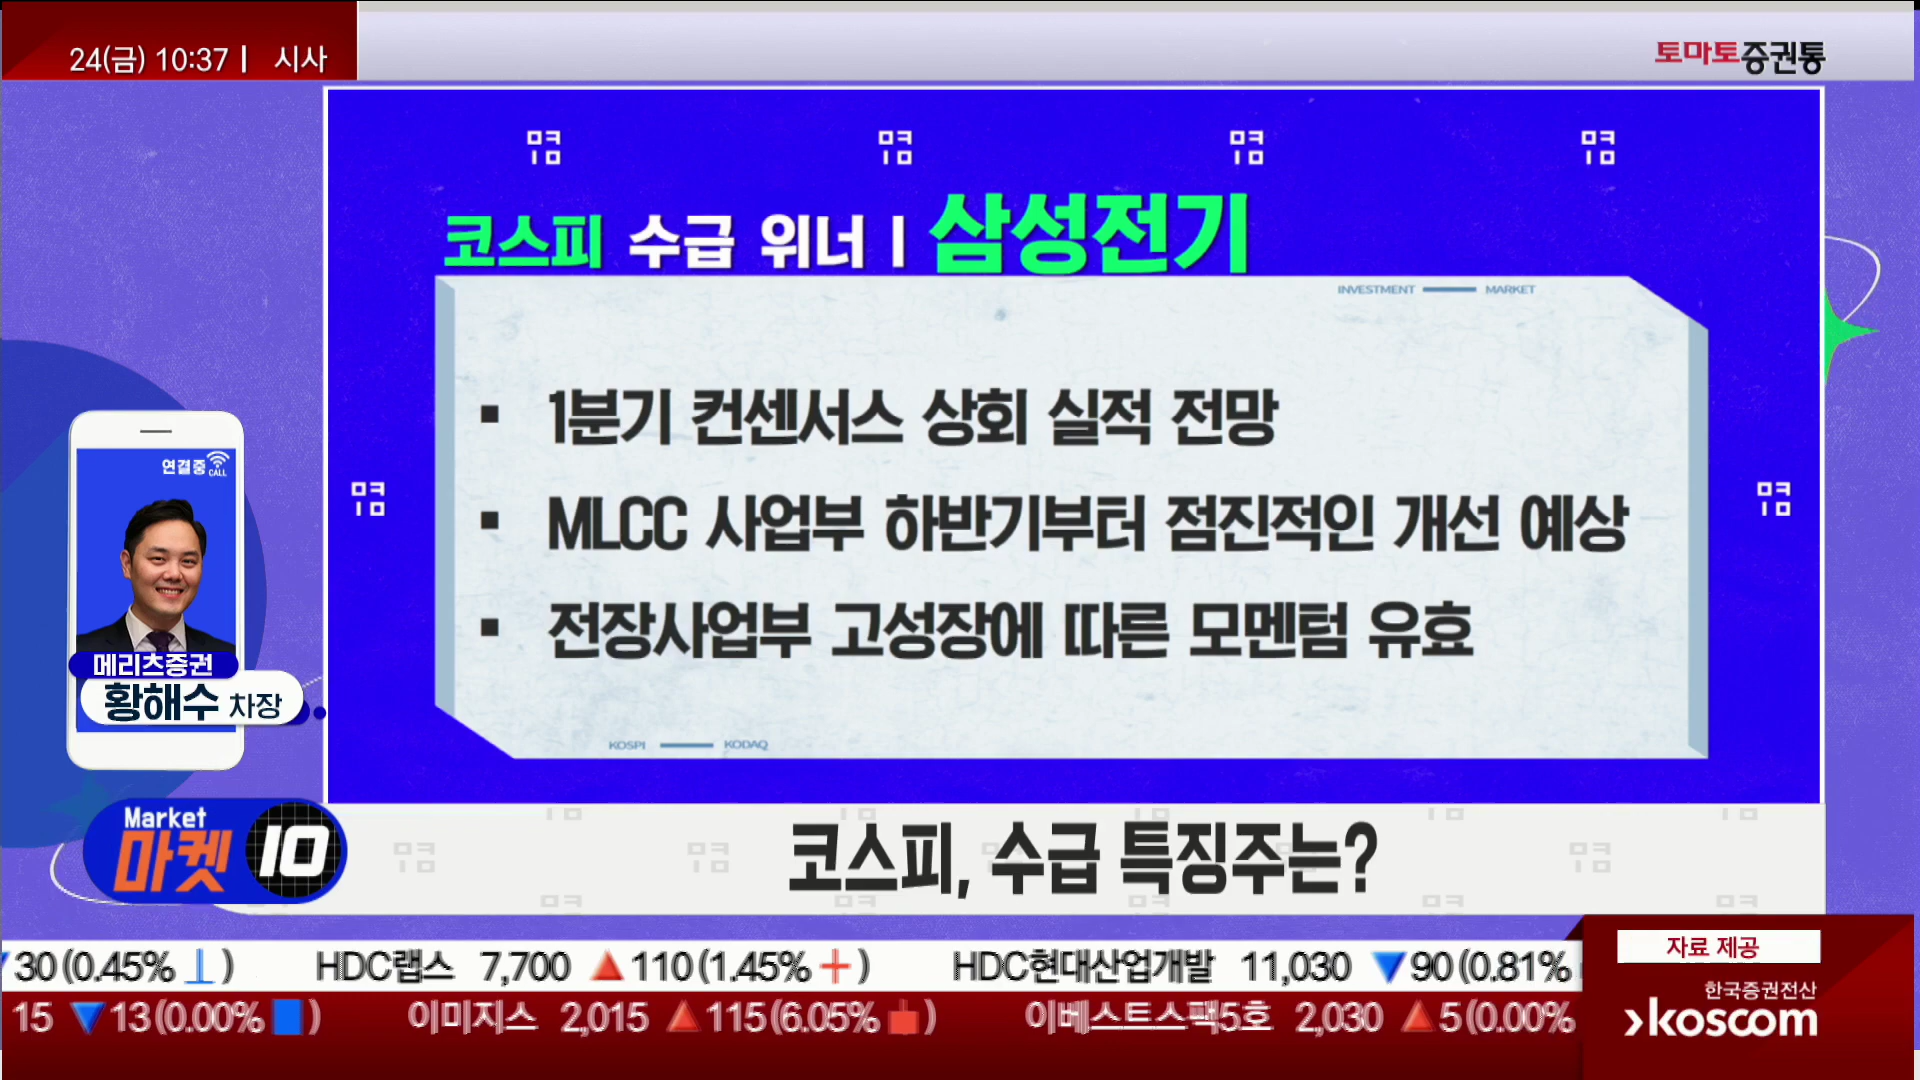 24(금) 10:37 | 시사
토마토증권통
코스피 수급 위너 | 삼성전기
INVESTMENT MARKET
▪ 1분기 컨센서스 상회 실적 전망
▪ MLCC 사업부 하반기부터 점진적인 개선 예상
▪ 전장사업부 고성장에 따른 모멘텀 유효
KOSPI KODAQ
연결중 CALL
메리츠증권
황해수 차장
Market
마켓 10
코스피, 수급 특징주는?
▼30(0.45% ⊥) HDC랩스 7,700 ▲110(1.45% +) HDC현대산업개발 11,030 ▼90(0.81%
15 ▼13(0.00% ■) 이미지스 2,015 ▲115(6.05%) 이베스트스팩5호 2,030 ▲5(0.00%
자료 제공
한국증권전산
koscom